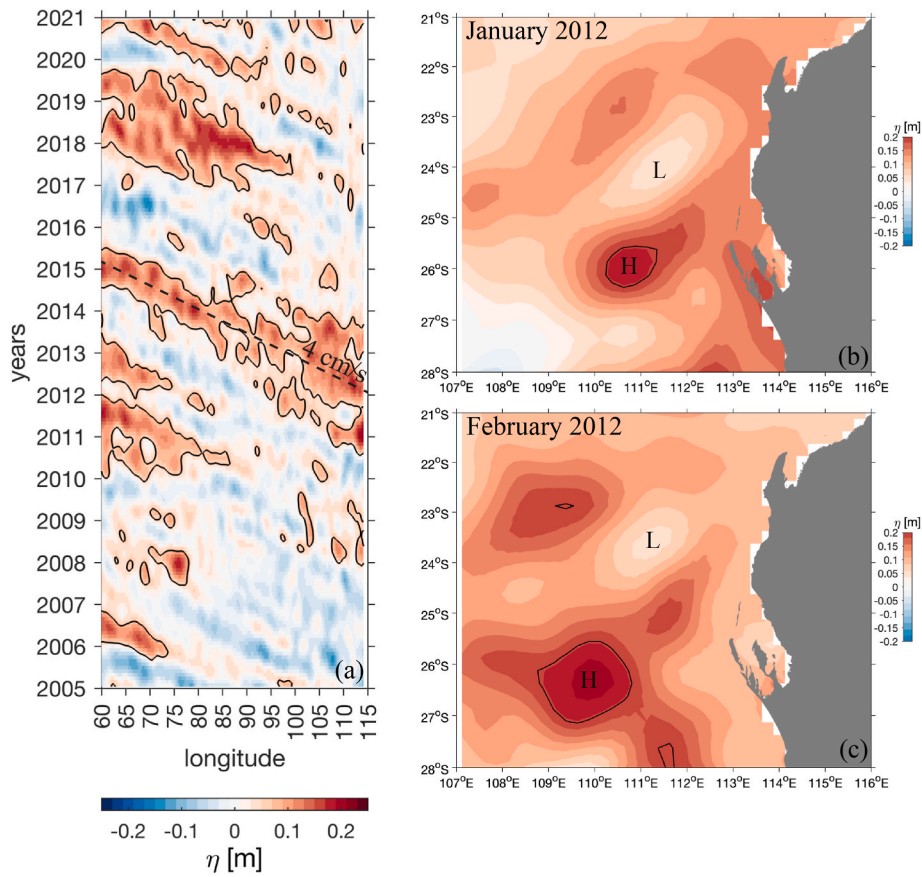 2021
2020
2019
2018
2017
2016
2015
2014
2013
2012
2011
2010
2009
2008
2007
2006
2005
years
4 cm/s
(a)
60
65
70
75
80
85
90
95
100
105
110
115
longitude
-0.2
-0.1
0
0.1
0.2
η [m]
January 2012
21°S
22°S
23°S
24°S
25°S
26°S
27°S
28°S
L
H
(b)
107°E
108°E
109°E
110°E
111°E
112°E
113°E
114°E
115°E
116°E
η [m]
0.2
0.15
0.1
0.05
0
-0.05
-0.1
-0.15
-0.2
February 2012
21°S
22°S
23°S
24°S
25°S
26°S
27°S
28°S
L
H
(c)
107°E
108°E
109°E
110°E
111°E
112°E
113°E
114°E
115°E
116°E
η [m]
0.2
0.15
0.1
0.05
0
-0.05
-0.1
-0.15
-0.2